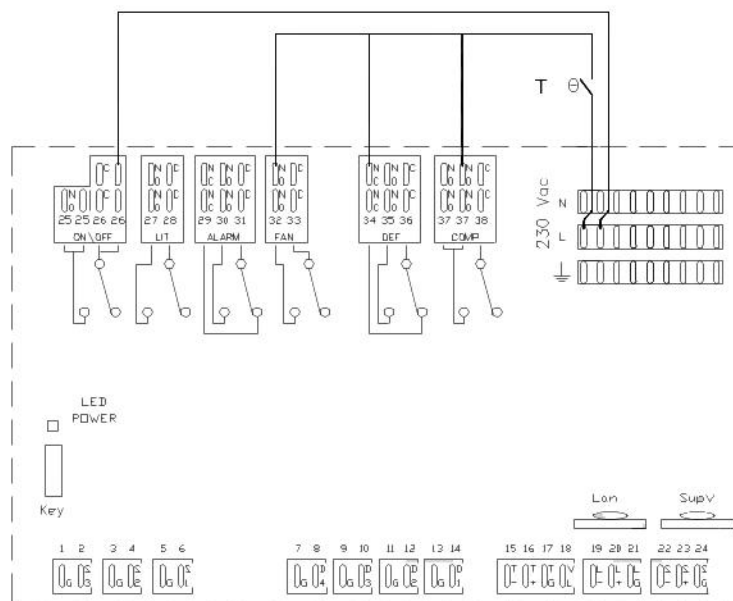 T θ
230 Vac
N
L
C
N O C
N C N O C
N O C
N O C
N O N O C
N O C
25 25 26 26
27 28
29 30 31
32 33
34 35 36
37 37 38
ON\OFF
LIT
ALARM
FAN
DEF
COMP
LED
POWER
Key
Lan
SupV
1 2 3 4 5 6 7 8 9 10 11 12 13 14 15 16 17 18 19 20 21 22 23 24
G G G G G G G